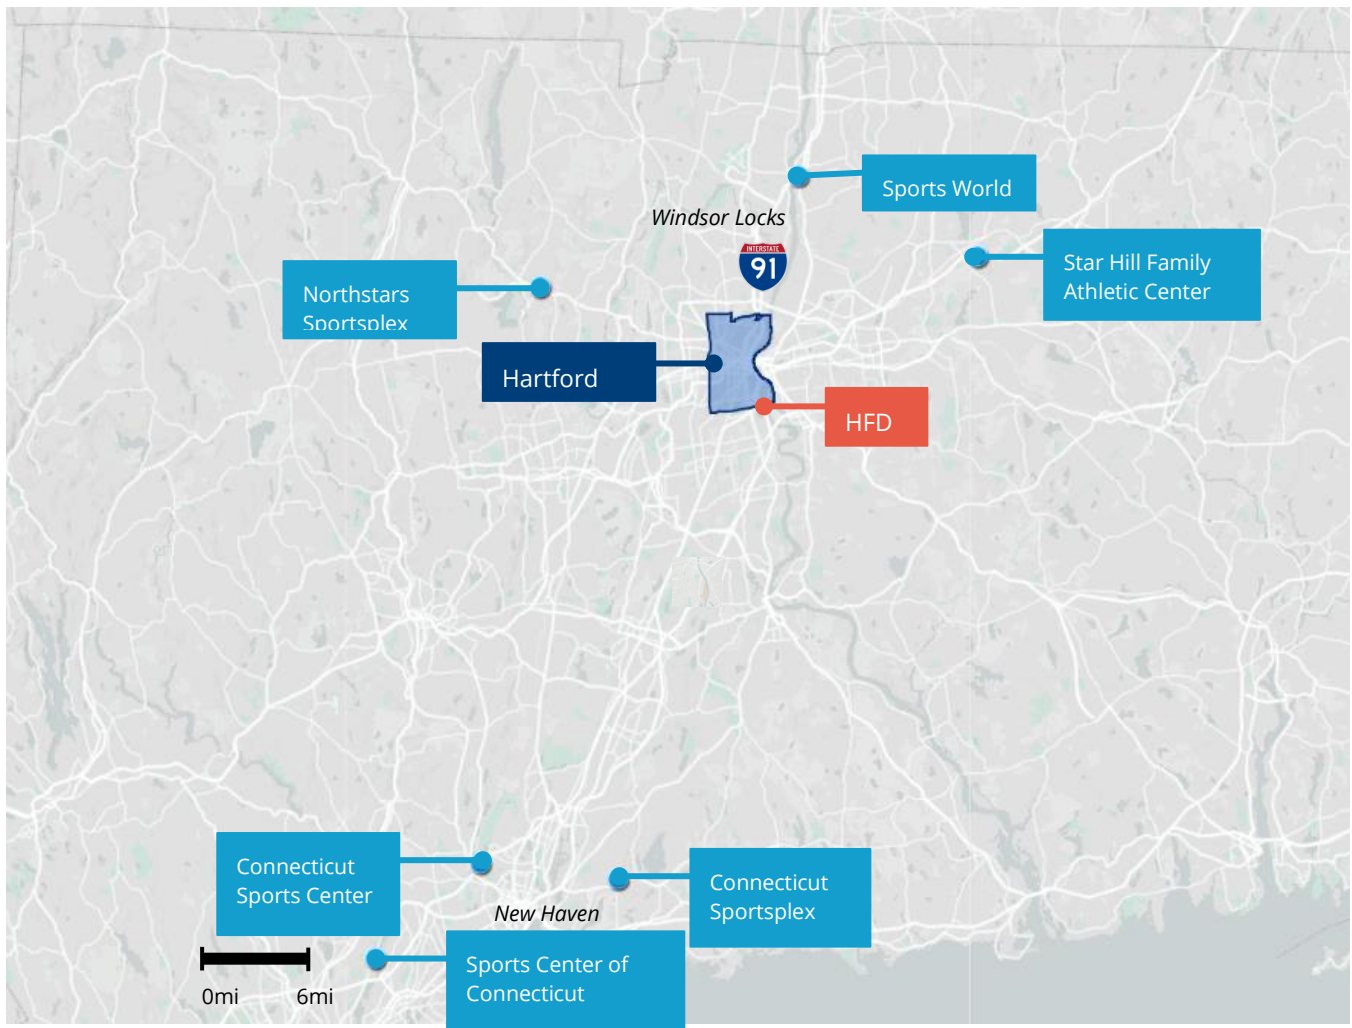 Sports World
Windsor Locks
INTERSTATE
91
Star Hill Family
Athletic Center
Northstars
Sportsplex
Hartford
HFD
Connecticut
Sports Center
Connecticut
Sportsplex
New Haven
Sports Center of
Connecticut
0mi 6mi